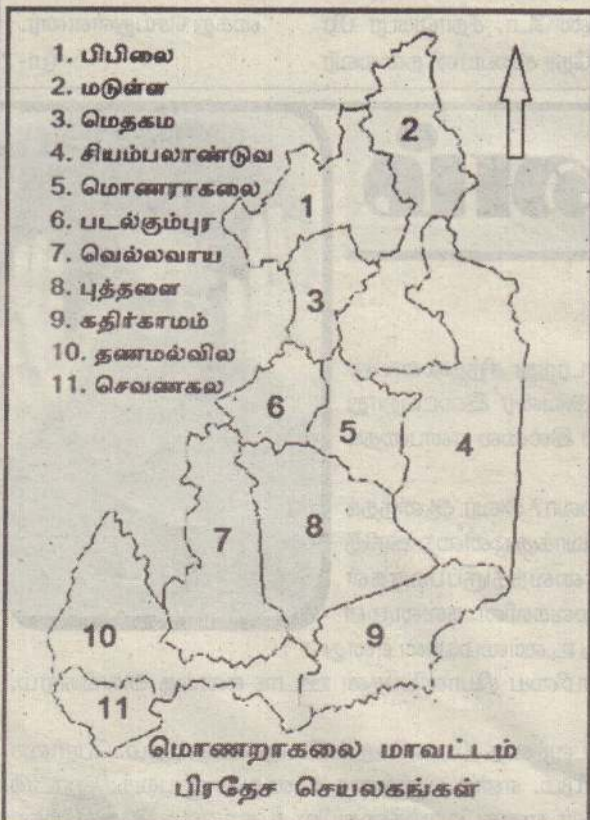 1. பிபிலை
2. மடுள்ள
3. மெதகம
4. சியம்பலாண்டுவ
5. மொணராகலை
6. படல்கும்புர
7. வெல்லவாய
8. புத்தளை
9. கதிர்காமம்
10. தணமல்வில
11. செவணகல
2
1
3
6
5
4
7
8
10
9
11
மொணறாகலை மாவட்டம்
பிரதேச செயலகங்கள்